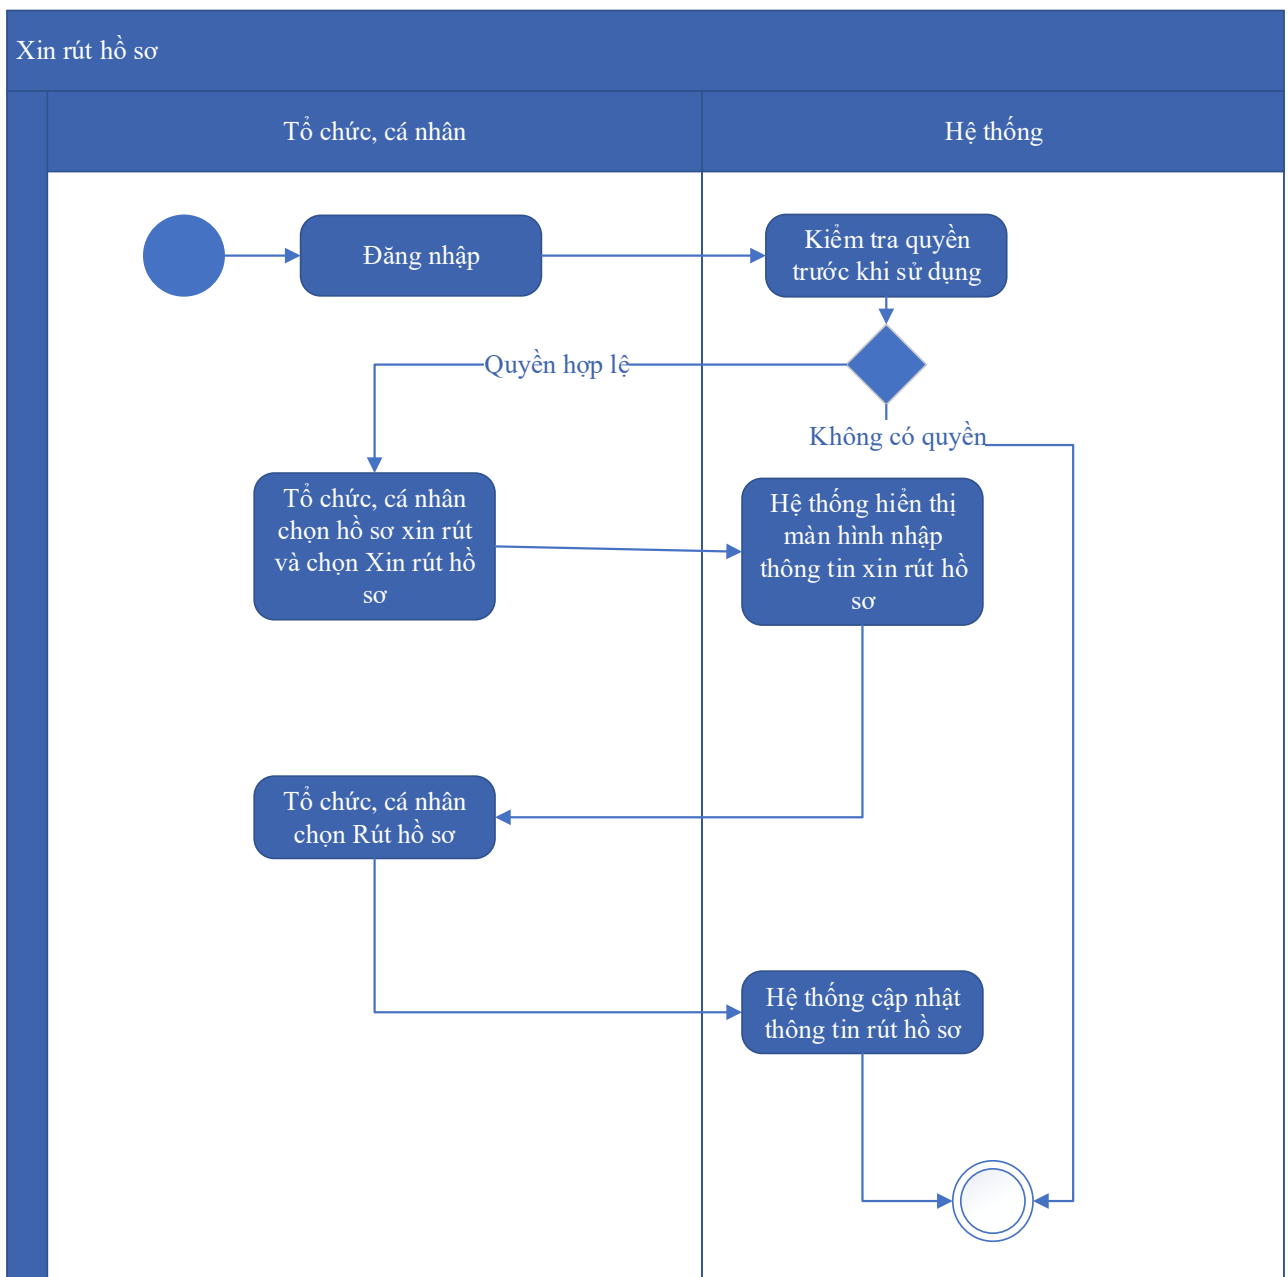 Xin rút hồ sơ
Tổ chức, cá nhân
Hệ thống
Đăng nhập
Kiểm tra quyền
trước khi sử dụng
Quyền hợp lệ
Không có quyền
Tổ chức, cá nhân
chọn hồ sơ xin rút
và chọn Xin rút hồ
sơ
Hệ thống hiển thị
màn hình nhập
thông tin xin rút hồ
sơ
Tổ chức, cá nhân
chọn Rút hồ sơ
Hệ thống cập nhật
thông tin rút hồ sơ